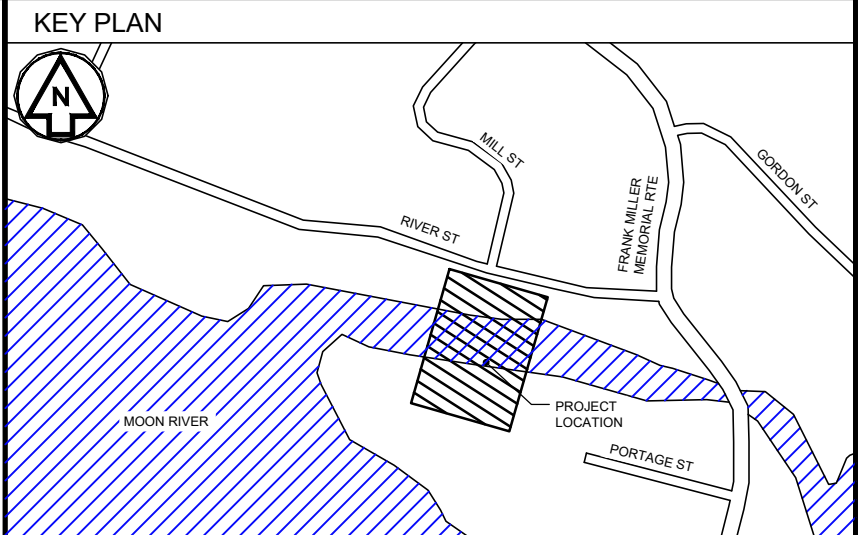 KEY PLAN
N
MILL ST
GORDON ST
FRANK MILLER
MEMORIAL RTE
RIVER ST
PROJECT
LOCATION
MOON RIVER
PORTAGE ST